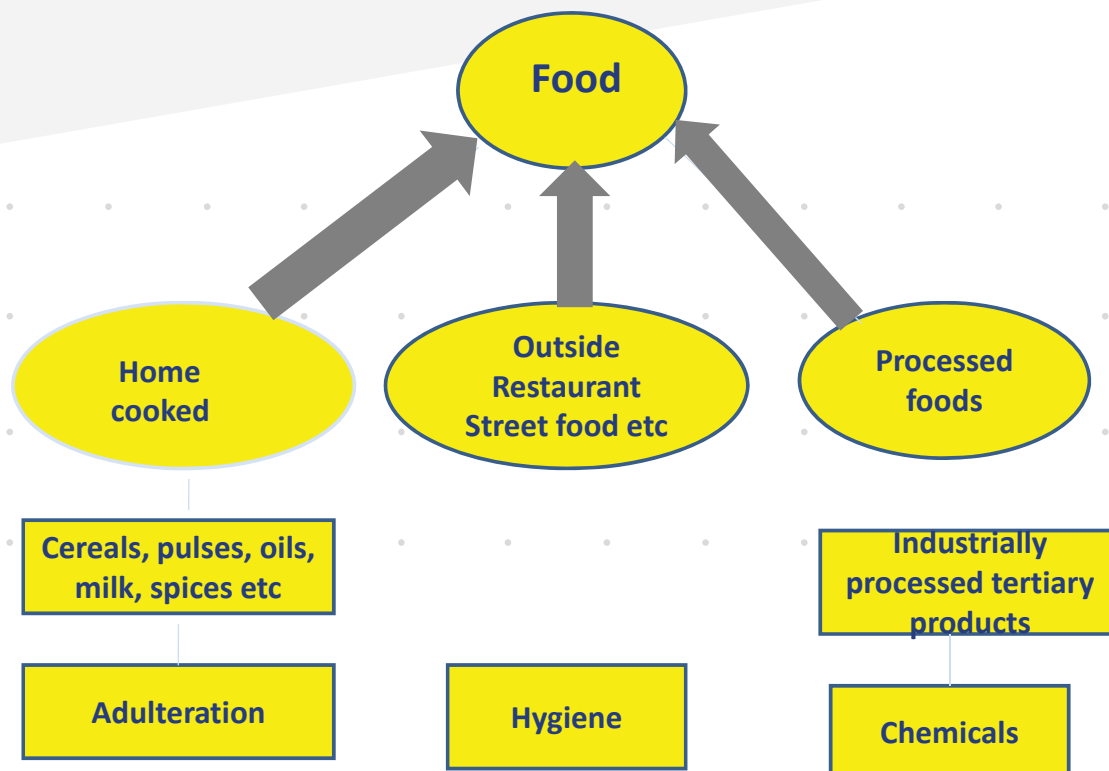 Food
Home
cooked
Outside
Restaurant
Street food etc
Processed
foods
Cereals, pulses, oils,
milk, spices etc
Industrially
processed tertiary
products
Adulteration
Hygiene
Chemicals